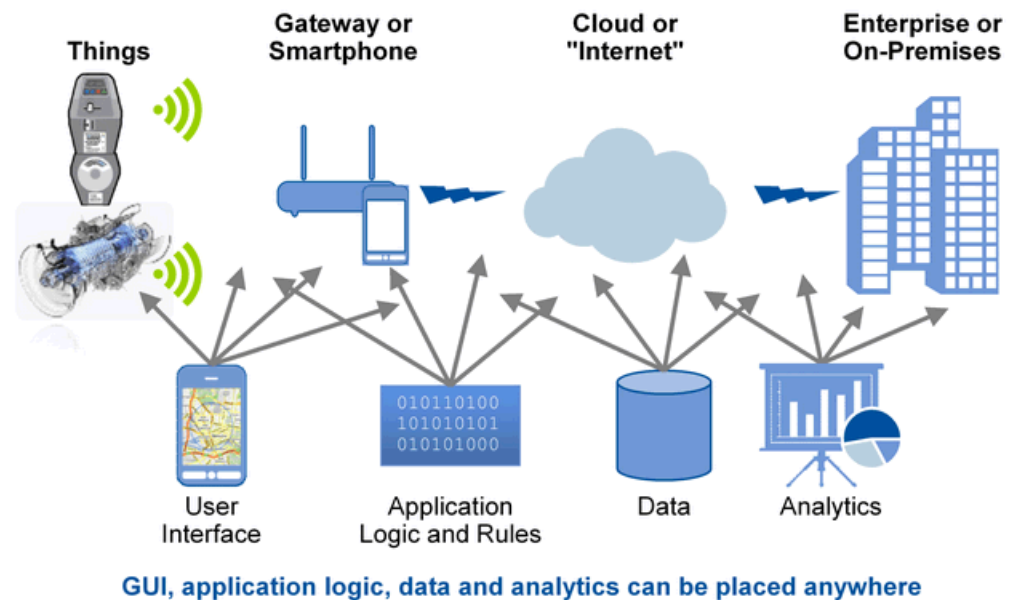 Things
Gateway or
Smartphone
Cloud or
"Internet"
Enterprise or
On-Premises
010110100
101010101
010101000
User
Interface
Application
Logic and Rules
Data
Analytics
GUI, application logic, data and analytics can be placed anywhere